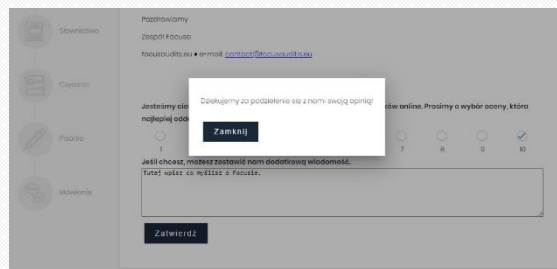 Pozdrawiamy
Zespół Focusa
focusaudits.eu • e-mail: contact@focusaudits.eu
Słownictwo
Czytanie
Pisanie
Mówienie
Dziękujemy za podzielenie się z nami swoją opinią!
Zamknij
Jesteśmy cie
ków online. Prosimy o wybór oceny, która
najlepiej odd
1
7
8
9
10
Jeśli chcesz, możesz zostawić nam dodatkową wiadomość.
Tutaj wpisz co myślisz o Focusie.
Zatwierdź